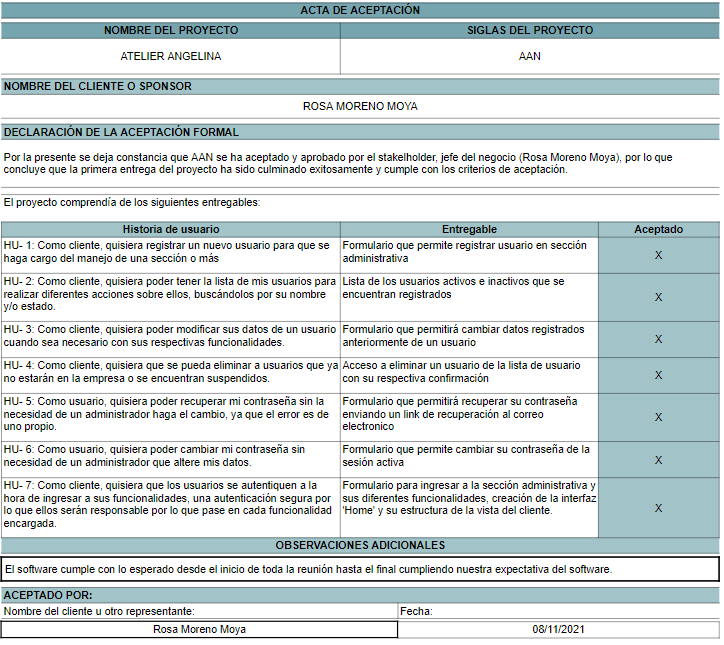 ACTA DE ACEPTACIÓN
NOMBRE DEL PROYECTO
SIGLAS DEL PROYECTO
ATELIER ANGELINA
AAN
NOMBRE DEL CLIENTE O SPONSOR
ROSA MORENO MOYA
DECLARACIÓN DE LA ACEPTACIÓN FORMAL
Por la presente se deja constancia que AAN se ha aceptado y aprobado por el stakeholder, jefe del negocio (Rosa Moreno Moya), por lo que
concluye que la primera entrega del proyecto ha sido culminado exitosamente y cumple con los criterios de aceptación.
El proyecto comprendía de los siguientes entregables:
Historia de usuario
Entregable
Aceptado
HU- 1: Como cliente, quisiera registrar un nuevo usuario para que se
haga cargo del manejo de una sección o más
Formulario que permite registrar usuario en sección
administrativa
X
HU- 2: Como cliente, quisiera poder tener la lista de mis usuarios para
realizar diferentes acciones sobre ellos, buscándolos por su nombre
y/o estado.
Lista de los usuarios activos e inactivos que se
encuentran registrados
X
HU- 3: Como cliente, quisiera poder modificar sus datos de un usuario
cuando sea necesario con sus respectivas funcionalidades.
Formulario que permitirá cambiar datos registrados
anteriormente de un usuario
X
HU- 4: Como cliente, quisiera que se pueda eliminar a usuarios que ya
no estarán en la empresa o se encuentran suspendidos.
Acceso a eliminar un usuario de la lista de usuario
con su respectiva confirmación
X
HU- 5: Como usuario, quisiera poder recuperar mi contraseña sin la
necesidad de un administrador haga el cambio, ya que el error es de
uno propio.
Formulario que permitirá recuperar su contraseña
enviando un link de recuperación al correo
electronico
X
HU- 6: Como usuario, quisiera poder cambiar mi contraseña sin
necesidad de un administrador que altere mis datos.
Formulario que permite cambiar su contraseña de la
sesión activa
X
HU- 7: Como cliente, quisiera que los usuarios se autentiquen a la
hora de ingresar a sus funcionalidades, una autenticación segura por
lo que ellos serán responsable por lo que pase en cada funcionalidad
encargada.
Formulario para ingresar a la sección administrativa y
sus diferentes funcionalidades, creación de la interfaz
'Home' y su estructura de la vista del cliente.
X
OBSERVACIONES ADICIONALES
El software cumple con lo esperado desde el inicio de toda la reunión hasta el final cumpliendo nuestra expectativa del software.
ACEPTADO POR:
Nombre del cliente u otro representante:
Fecha:
Rosa Moreno Moya
08/11/2021